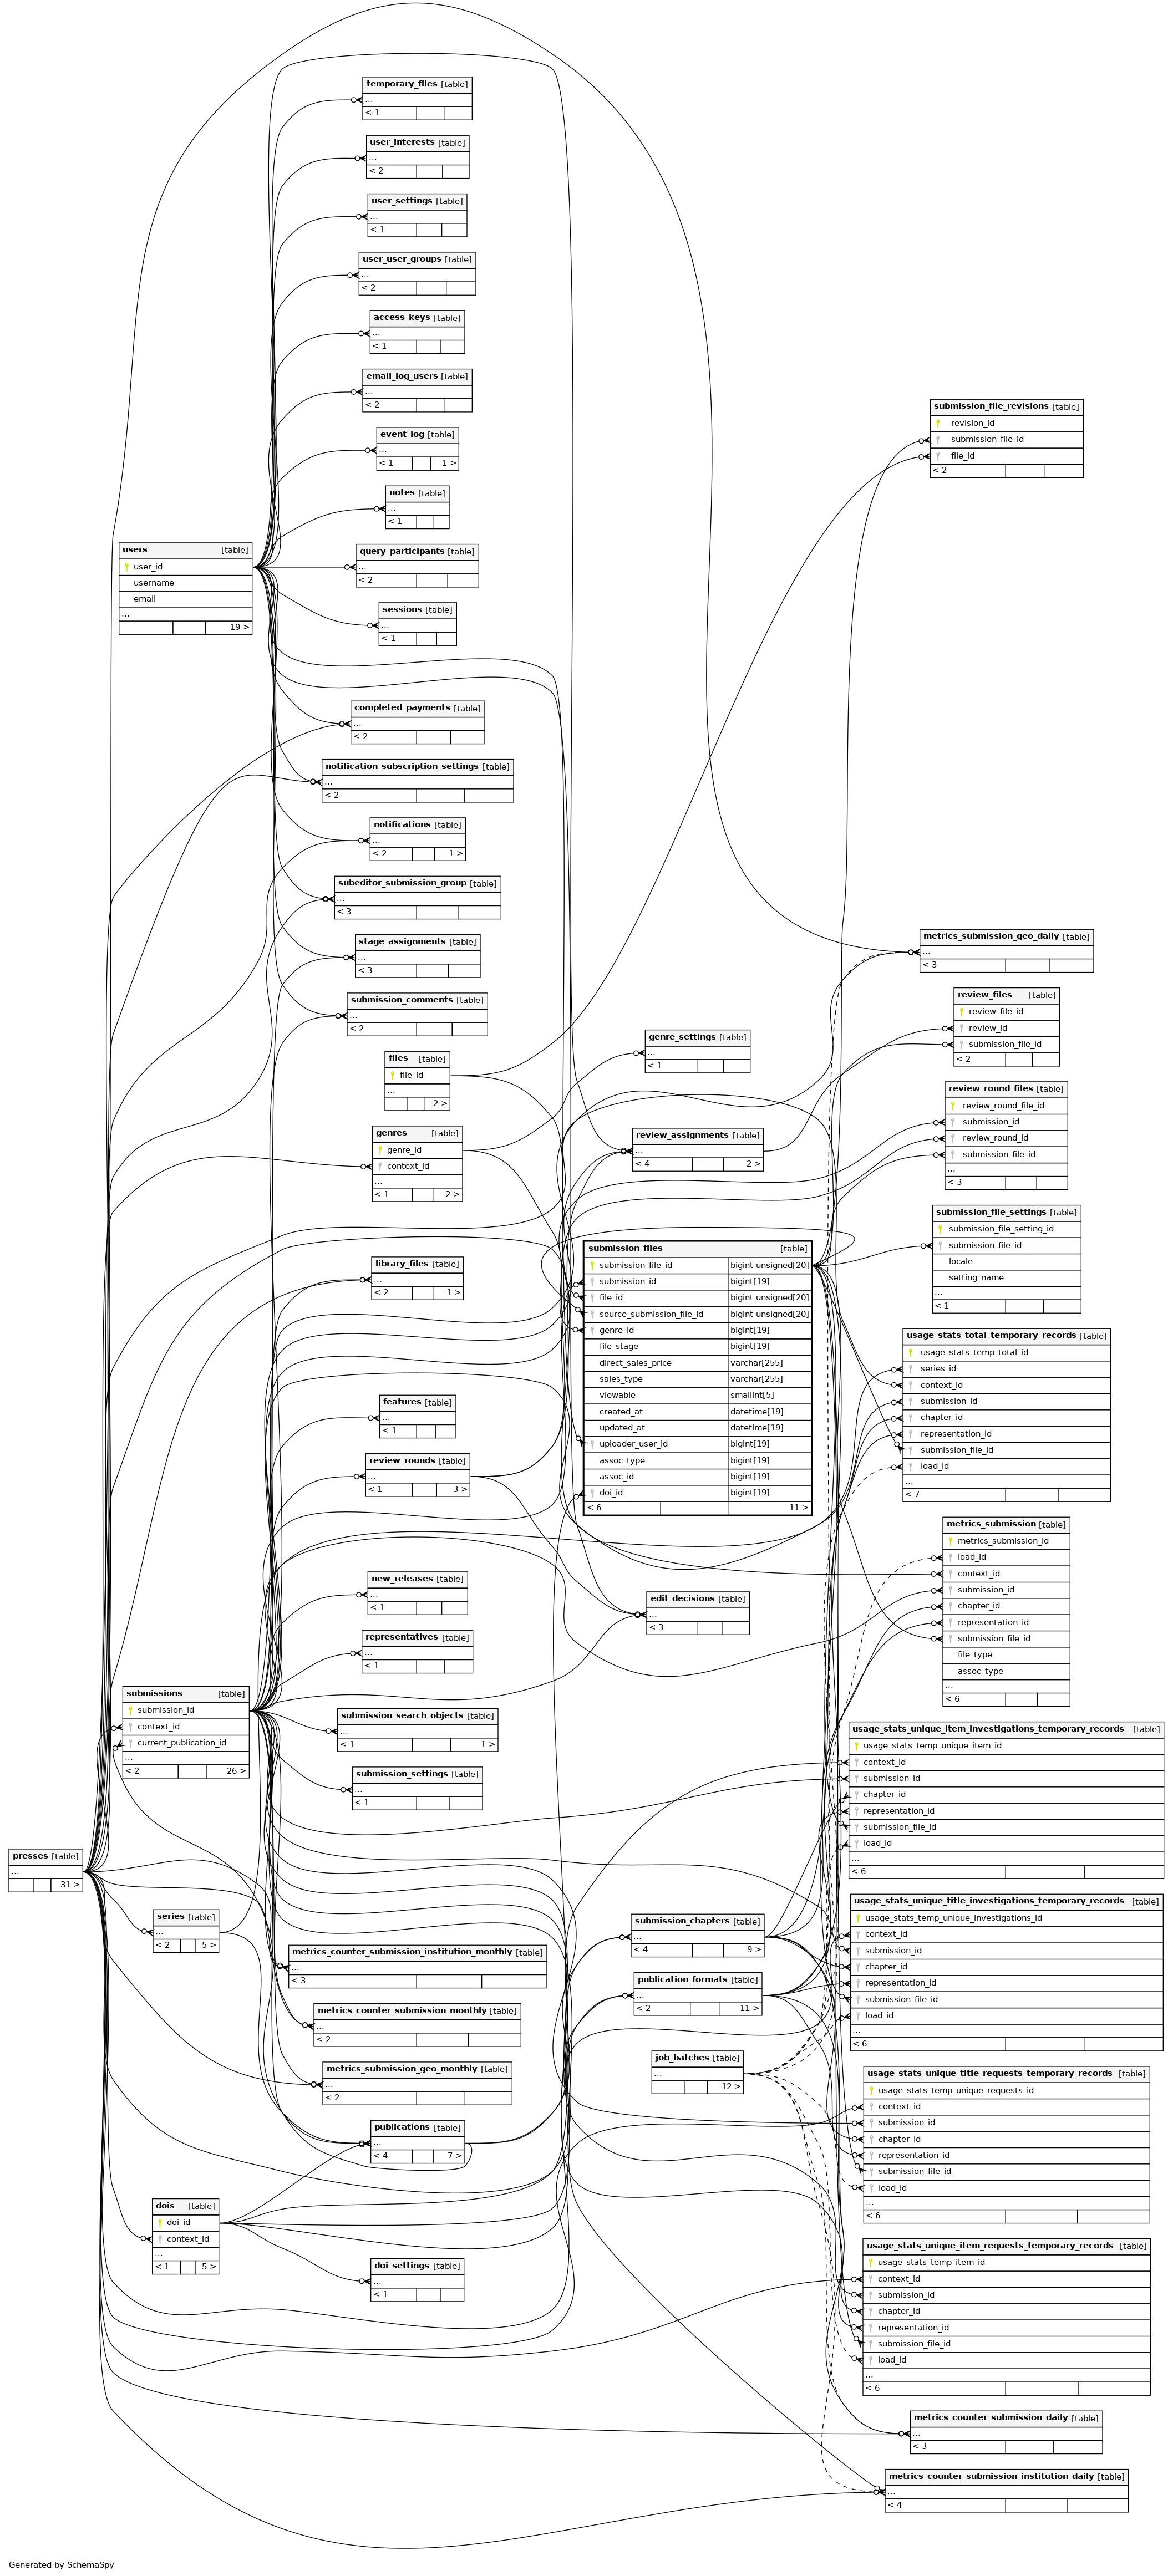 temporary_files [table]
...
< 1
user_interests [table]
...
< 2
user_settings [table]
...
< 1
user_user_groups [table]
...
< 2
access_keys [table]
...
< 1
email_log_users [table]
...
< 2
event_log [table]
...
< 1 1 >
notes [table]
...
< 1
query_participants [table]
...
< 2
sessions [table]
...
< 1
users [table]
user_id
username
email
...
19 >
completed_payments [table]
...
< 2
notification_subscription_settings [table]
...
< 2
notifications [table]
...
< 2 1 >
subeditor_submission_group [table]
...
< 3
stage_assignments [table]
...
< 3
submission_comments [table]
...
< 2
files [table]
file_id
...
2 >
genres [table]
genre_id
context_id
...
< 1 2 >
library_files [table]
...
< 2 1 >
features [table]
...
< 1
review_rounds [table]
...
< 1 3 >
new_releases [table]
...
< 1
representatives [table]
...
< 1
submission_search_objects [table]
...
< 1 1 >
submission_settings [table]
...
< 1
submissions [table]
submission_id
context_id
current_publication_id
...
< 2 26 >
presses [table]
...
31 >
series [table]
...
< 2 5 >
metrics_counter_submission_institution_monthly [table]
...
< 3
metrics_counter_submission_monthly [table]
...
< 2
metrics_submission_geo_monthly [table]
...
< 2
publications [table]
...
< 4 7 >
dois [table]
doi_id
context_id
...
< 1 5 >
doi_settings [table]
...
< 1
genre_settings [table]
...
< 1
review_assignments [table]
...
< 4 2 >
submission_files [table]
submission_file_id bigint unsigned[20]
submission_id bigint[19]
file_id bigint unsigned[20]
source_submission_file_id bigint unsigned[20]
genre_id bigint[19]
file_stage bigint[19]
direct_sales_price varchar[255]
sales_type varchar[255]
viewable smallint[5]
created_at datetime[19]
updated_at datetime[19]
uploader_user_id bigint[19]
assoc_type bigint[19]
assoc_id bigint[19]
doi_id bigint[19]
< 6 11 >
edit_decisions [table]
...
< 3
submission_chapters [table]
...
< 4 9 >
publication_formats [table]
...
< 2 11 >
job_batches [table]
...
12 >
submission_file_revisions [table]
revision_id
submission_file_id
file_id
< 2
metrics_submission_geo_daily [table]
...
< 3
review_files [table]
review_file_id
review_id
submission_file_id
< 2
review_round_files [table]
review_round_file_id
submission_id
review_round_id
submission_file_id
...
< 3
submission_file_settings [table]
submission_file_setting_id
submission_file_id
locale
setting_name
...
< 1
usage_stats_total_temporary_records [table]
usage_stats_temp_total_id
series_id
context_id
submission_id
chapter_id
representation_id
submission_file_id
load_id
...
< 7
metrics_submission [table]
metrics_submission_id
load_id
context_id
submission_id
chapter_id
representation_id
submission_file_id
file_type
assoc_type
...
< 6
usage_stats_unique_item_investigations_temporary_records [table]
usage_stats_temp_unique_item_id
context_id
submission_id
chapter_id
representation_id
submission_file_id
load_id
...
< 6
usage_stats_unique_title_investigations_temporary_records [table]
usage_stats_temp_unique_investigations_id
context_id
submission_id
chapter_id
representation_id
submission_file_id
load_id
...
< 6
usage_stats_unique_title_requests_temporary_records [table]
usage_stats_temp_unique_requests_id
context_id
submission_id
chapter_id
representation_id
submission_file_id
load_id
...
< 6
usage_stats_unique_item_requests_temporary_records [table]
usage_stats_temp_item_id
context_id
submission_id
chapter_id
representation_id
submission_file_id
load_id
...
< 6
metrics_counter_submission_daily [table]
...
< 3
metrics_counter_submission_institution_daily [table]
...
< 4
Generated by SchemaSpy